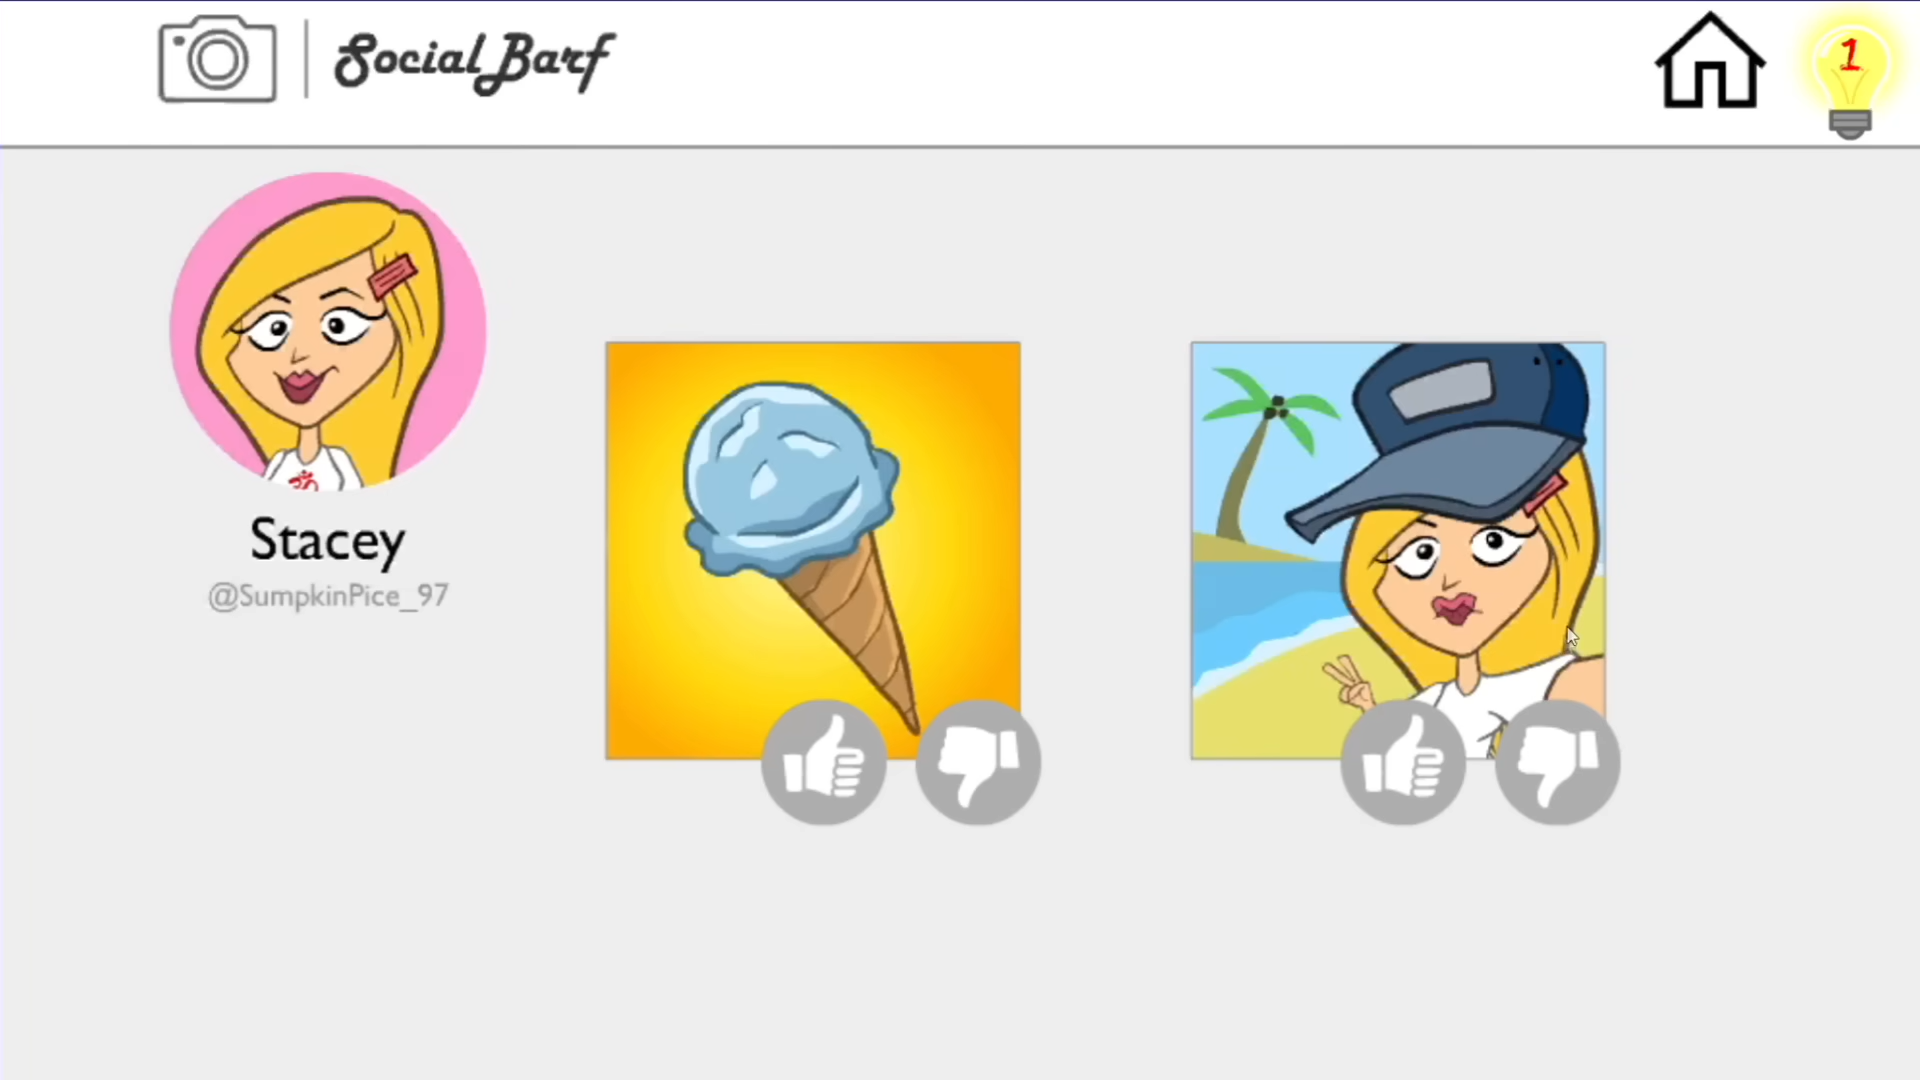 Social Barf
1
Stacey
@SumpkinPice_97
ॐ